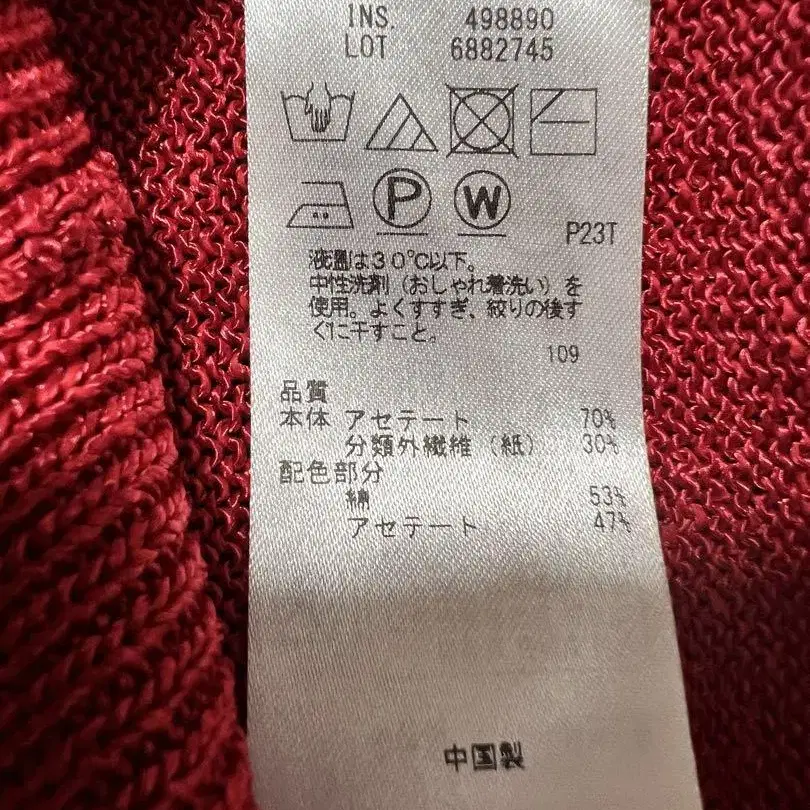 INS. 498890
LOT 6882745
P W
P23T
液温は30℃以下。
中性洗剤（おしゃれ着洗い）を
使用。よくすすぎ、絞りの後す
ぐに干すこと。
109
品質
本体 アセテート 70%
分類外繊維（紙） 30%
配色部分
綿 53%
アセテート 47%
中国製